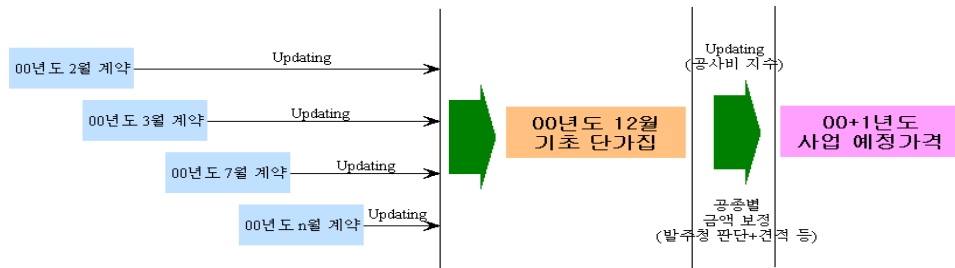 Updating
00년도 2월 계약
Updating
00년도 3월 계약
Updating
00년도 7월 계약
Updating
00년도 n월 계약
00년도 12월
기초 단가집
Updating
(공사비 지수)
공종별
금액 보정
(발주청 판단+견적 등)
00+1년도
사업 예정가격